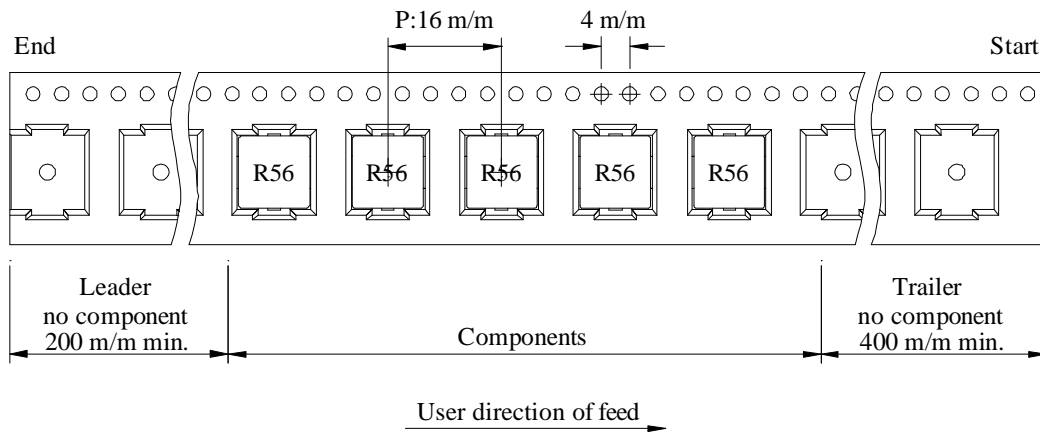 P:16 m/m
4 m/m
End
Start
R56
R56
R56
R56
R56
Leader
no component
200 m/m min.
Components
Trailer
no component
400 m/m min.
User direction of feed